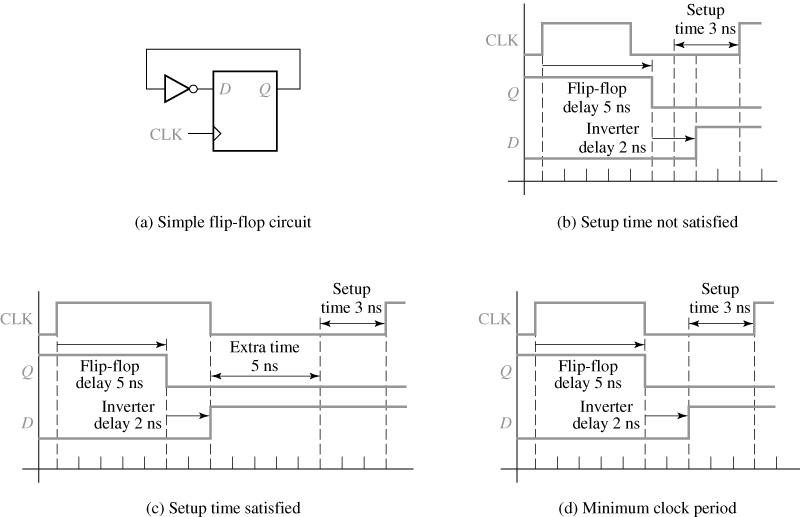 D Q
CLK
(a) Simple flip-flop circuit
Setup
time 3 ns
CLK
Q
Flip-flop
delay 5 ns
Inverter
delay 2 ns
D
(b) Setup time not satisfied
Setup
time 3 ns
CLK
Extra time
5 ns
Q
Flip-flop
delay 5 ns
Inverter
delay 2 ns
D
(c) Setup time satisfied
Setup
time 3 ns
CLK
Q
Flip-flop
delay 5 ns
Inverter
delay 2 ns
D
(d) Minimum clock period